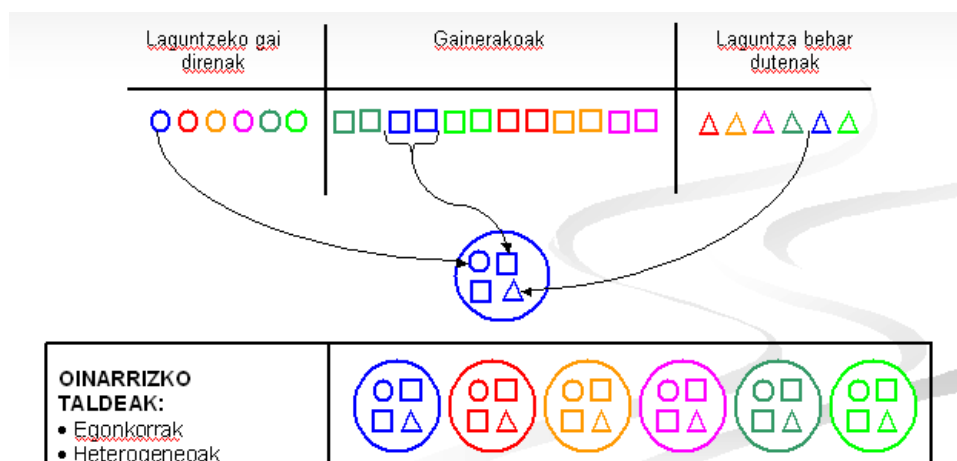 Laguntzeko gai
direnak
Gainerakoak
Laguntza behar
dutenak
OINARRIZKO
TALDEAK:
• Egonkorrak
• Heterogeneoak